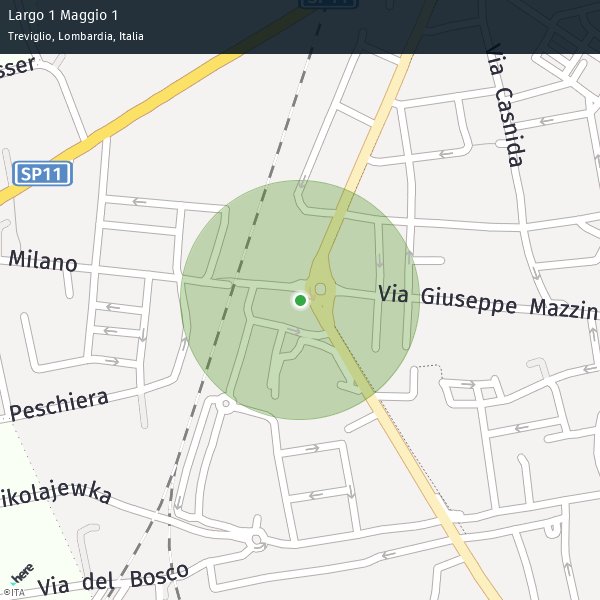 Largo 1 Maggio 1
Treviglio, Lombardia, Italia
SP11
sser
Via Casnida
SP11
Milano
Via Giuseppe Mazzin
Peschiera
ikolajewka
Via del Bosco
here
©ITA